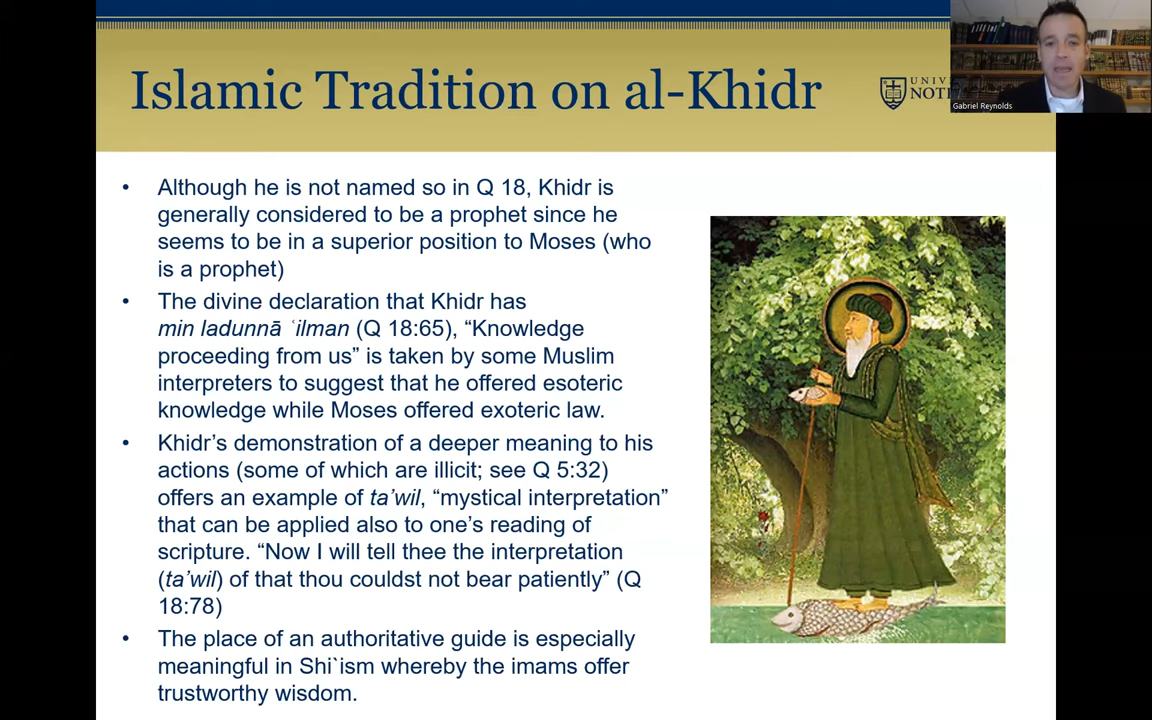 Islamic Tradition on al-Khidr
UNIV
NOT
Gabriel Reynolds
• Although he is not named so in Q 18, Khidr is
generally considered to be a prophet since he
seems to be in a superior position to Moses (who
is a prophet)
• The divine declaration that Khidr has
min ladunnā ʿilman (Q 18:65), “Knowledge
proceeding from us” is taken by some Muslim
interpreters to suggest that he offered esoteric
knowledge while Moses offered exoteric law.
• Khidr’s demonstration of a deeper meaning to his
actions (some of which are illicit; see Q 5:32)
offers an example of ta’wil, “mystical interpretation”
that can be applied also to one’s reading of
scripture. “Now I will tell thee the interpretation
(ta’wil) of that thou couldst not bear patiently” (Q
18:78)
• The place of an authoritative guide is especially
meaningful in Shi`ism whereby the imams offer
trustworthy wisdom.